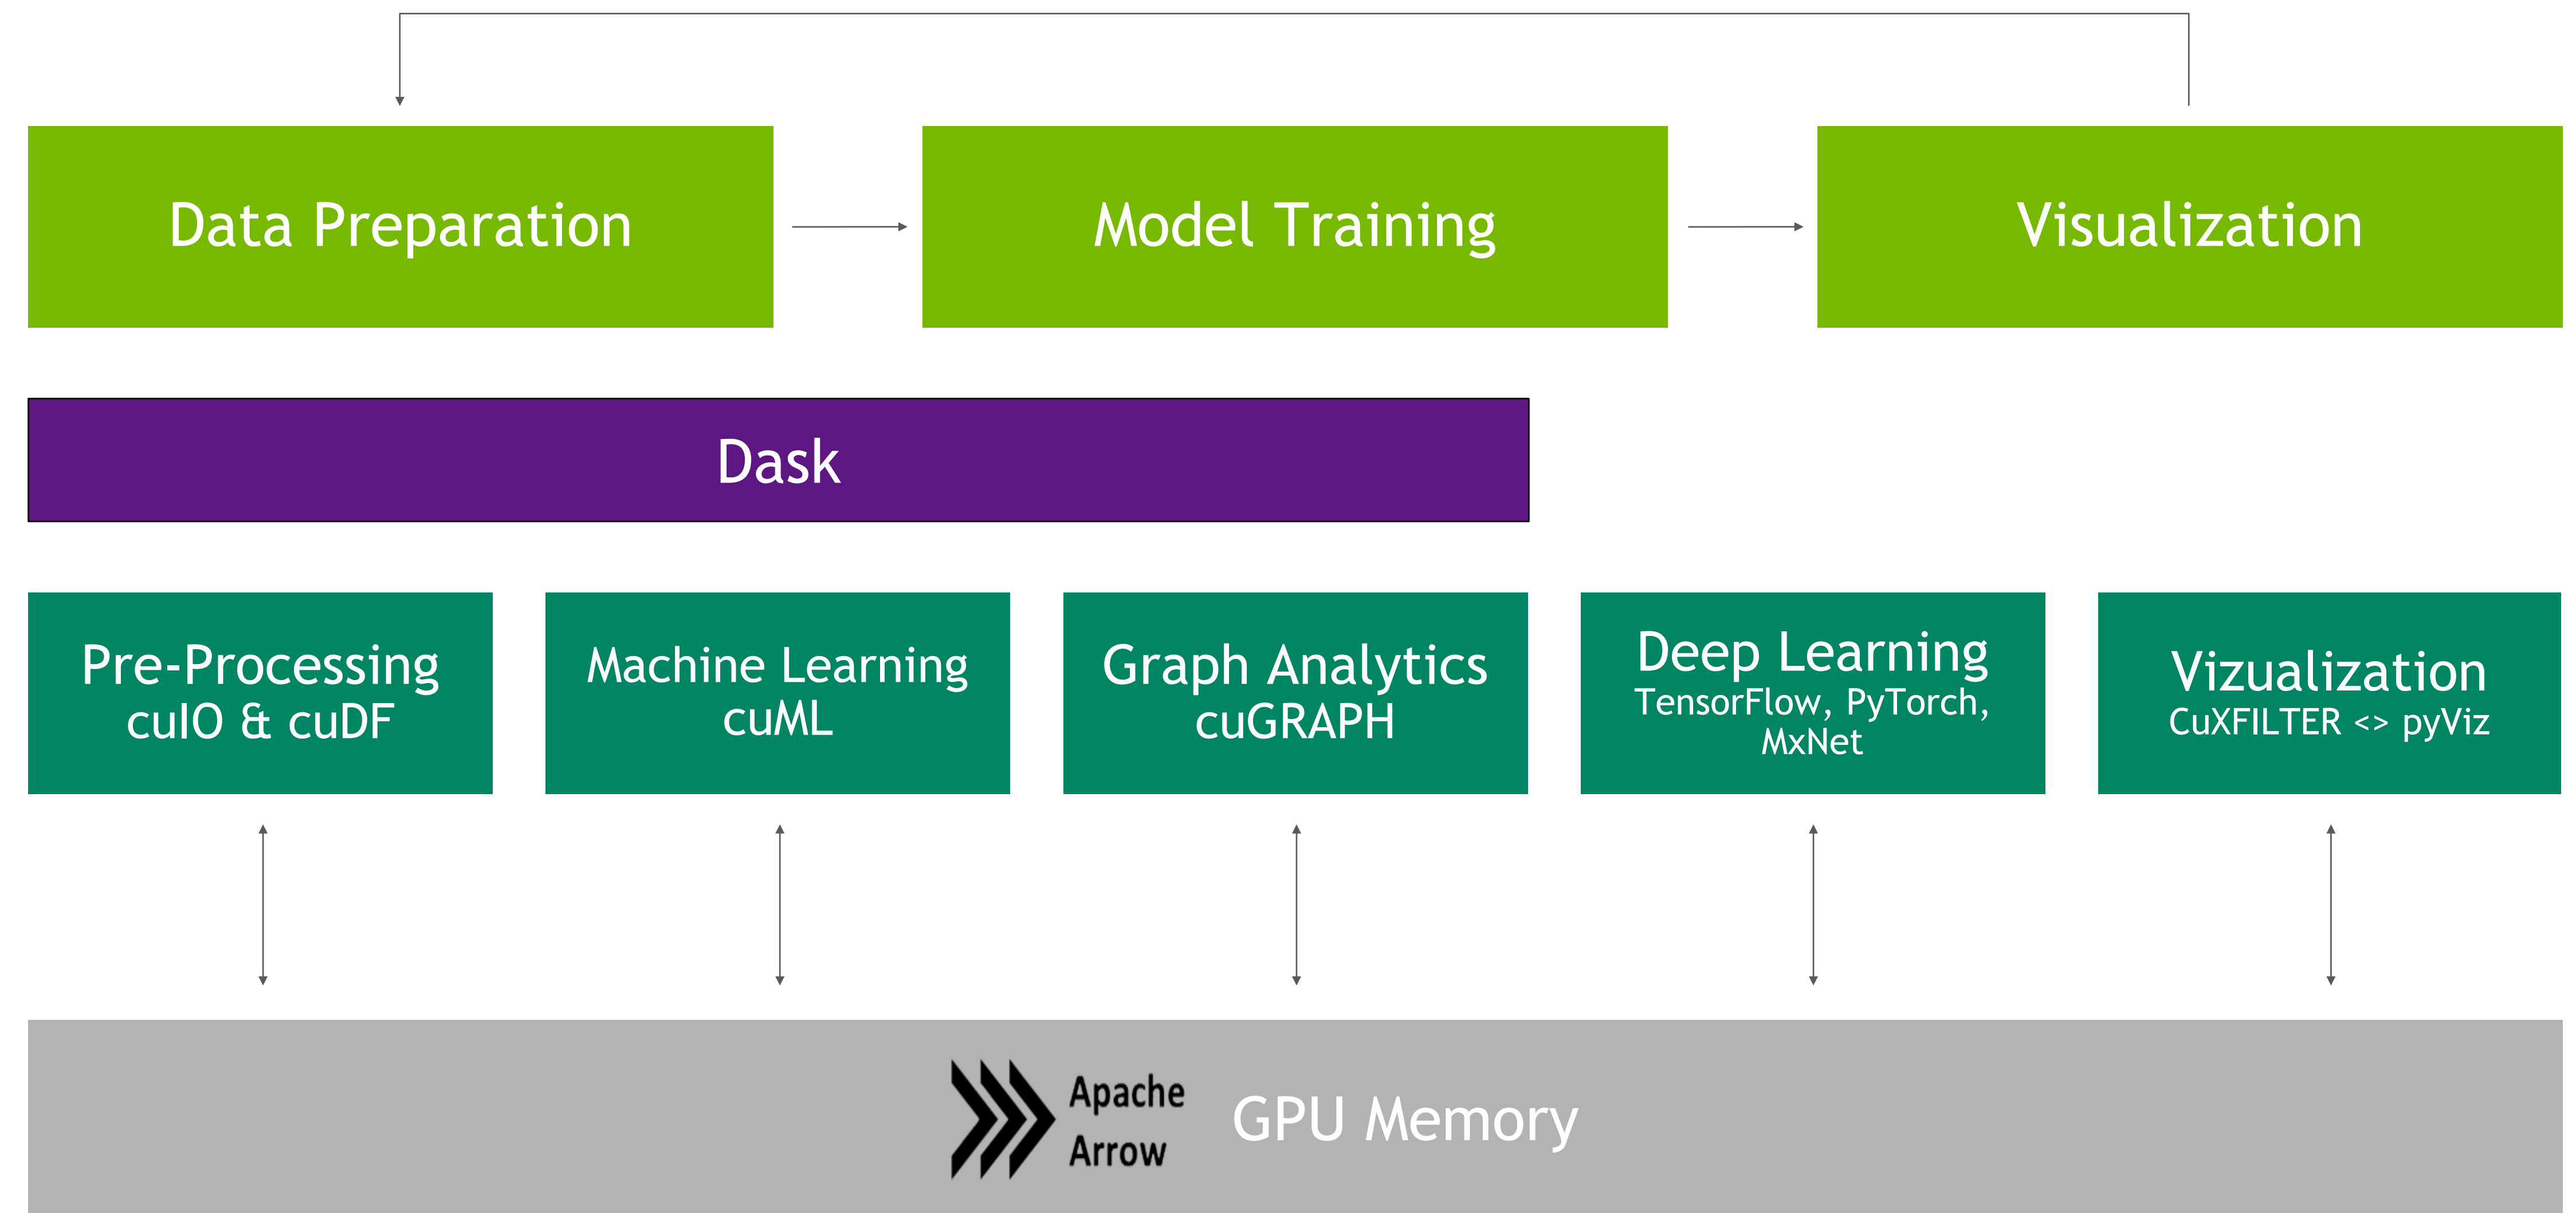 Data Preparation
Model Training
Visualization
Dask
Pre-Processing
cuIO & cuDF
Machine Learning
cuML
Graph Analytics
cuGRAPH
Deep Learning
TensorFlow, PyTorch,
MxNet
Vizualization
CuXFILTER <> pyViz
Apache
Arrow
GPU Memory